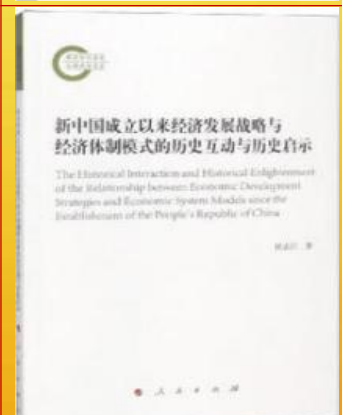 新中国成立以来经济发展战略与
经济体制模式的历史互动与历史启示
The Historical Interaction and Historical Enlightenment
of the Relationship between Economic Development
Strategies and Economic System Models since the
Establishment of the People's Republic of China
著
人民出版社